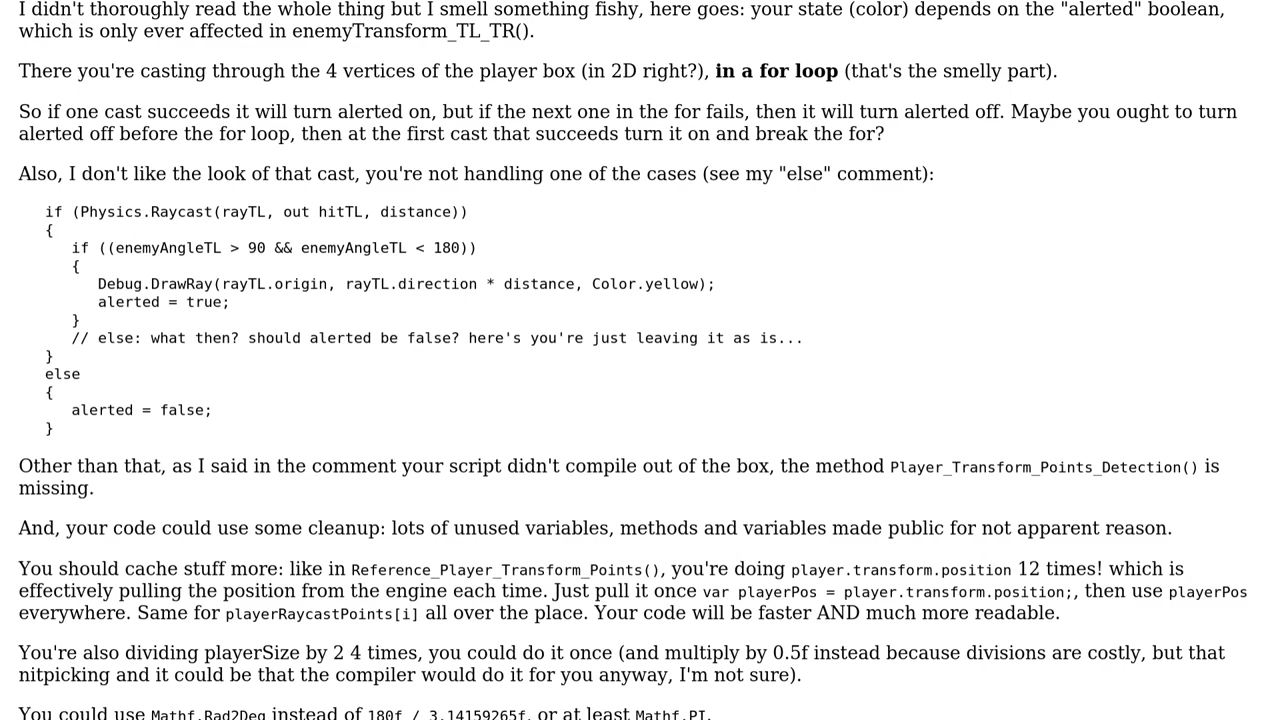 I didn't thoroughly read the whole thing but I smell something fishy, here goes: your state (color) depends on the "alerted" boolean,
which is only ever affected in enemyTransform_TL_TR().
There you're casting through the 4 vertices of the player box (in 2D right?), in a for loop (that's the smelly part).
So if one cast succeeds it will turn alerted on, but if the next one in the for fails, then it will turn alerted off. Maybe you ought to turn
alerted off before the for loop, then at the first cast that succeeds turn it on and break the for?
Also, I don't like the look of that cast, you're not handling one of the cases (see my "else" comment):
if (Physics.Raycast(rayTL, out hitTL, distance))
{
if ((enemyAngleTL > 90 && enemyAngleTL < 180))
{
Debug.DrawRay(rayTL.origin, rayTL.direction * distance, Color.yellow);
alerted = true;
}
// else: what then? should alerted be false? here's you're just leaving it as is...
}
else
{
alerted = false;
}
Other than that, as I said in the comment your script didn't compile out of the box, the method Player_Transform_Points_Detection() is
missing.
And, your code could use some cleanup: lots of unused variables, methods and variables made public for not apparent reason.
You should cache stuff more: like in Reference_Player_Transform_Points(), you're doing player.transform.position 12 times! which is
effectively pulling the position from the engine each time. Just pull it once var playerPos = player.transform.position;, then use playerPos
everywhere. Same for playerRaycastPoints[i] all over the place. Your code will be faster AND much more readable.
You're also dividing playerSize by 2 4 times, you could do it once (and multiply by 0.5f instead because divisions are costly, but that
nitpicking and it could be that the compiler would do it for you anyway, I'm not sure).
You could use Mathf.Rad2Deg instead of 180f / 3.14159265f, or at least Mathf.PI.